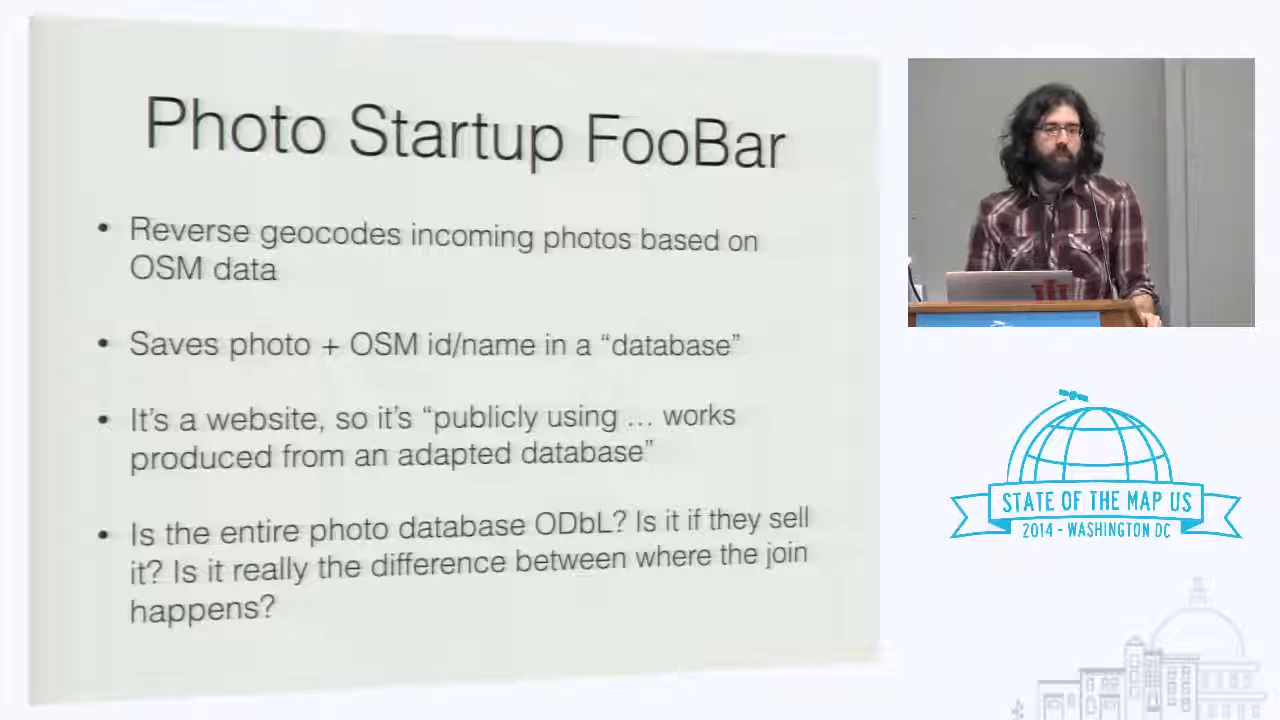 Photo Startup FooBar
• Reverse geocodes incoming photos based on
OSM data
• Saves photo + OSM id/name in a “database”
• It’s a website, so it’s “publicly using … works
produced from an adapted database”
• Is the entire photo database ODbL? Is it if they sell
it? Is it really the difference between where the join
happens?
STATE OF THE MAP US
2014 - WASHINGTON DC